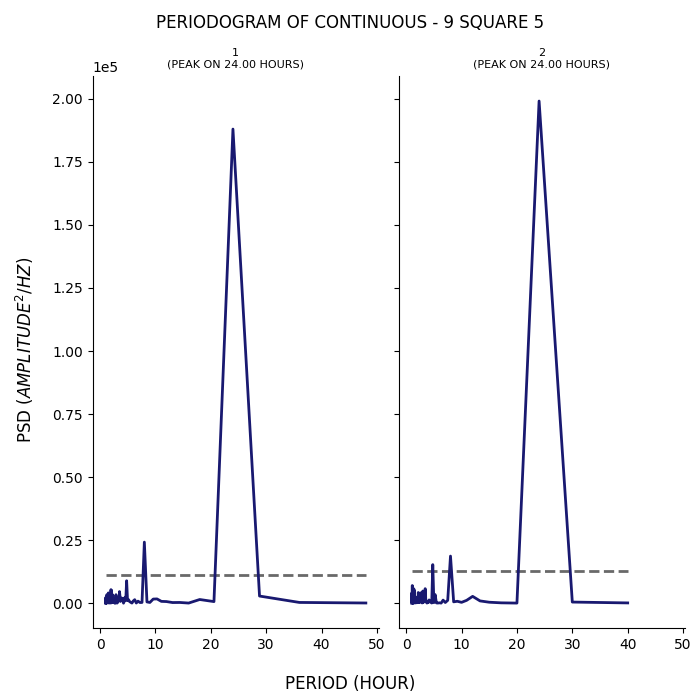 PERIODOGRAM OF CONTINUOUS - 9 SQUARE 5
1
(PEAK ON 24.00 HOURS)
2
(PEAK ON 24.00 HOURS)
1e5
2.00
1.75
1.50
1.25
1.00
0.75
0.50
0.25
0.00
PSD (AMPLITUDE²/HZ)
0 10 20 30 40 50
0 10 20 30 40 50
PERIOD (HOUR)